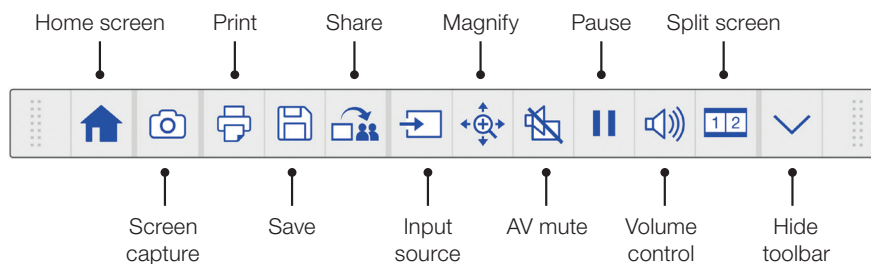 Home screen
Print
Share
Magnify
Pause
Split screen
1 2
Screen
capture
Save
Input
source
AV mute
Volume
control
Hide
toolbar